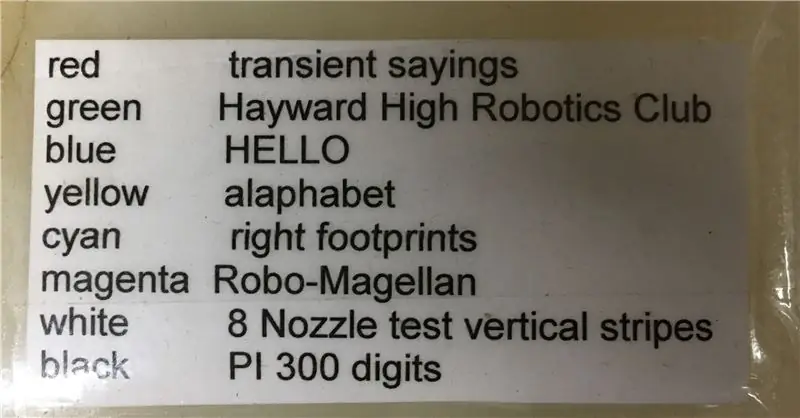 red transient sayings
green Hayward High Robotics Club
blue HELLO
yellow alaphabet
cyan right footprints
magenta Robo-Magellan
white 8 Nozzle test vertical stripes
black PI 300 digits